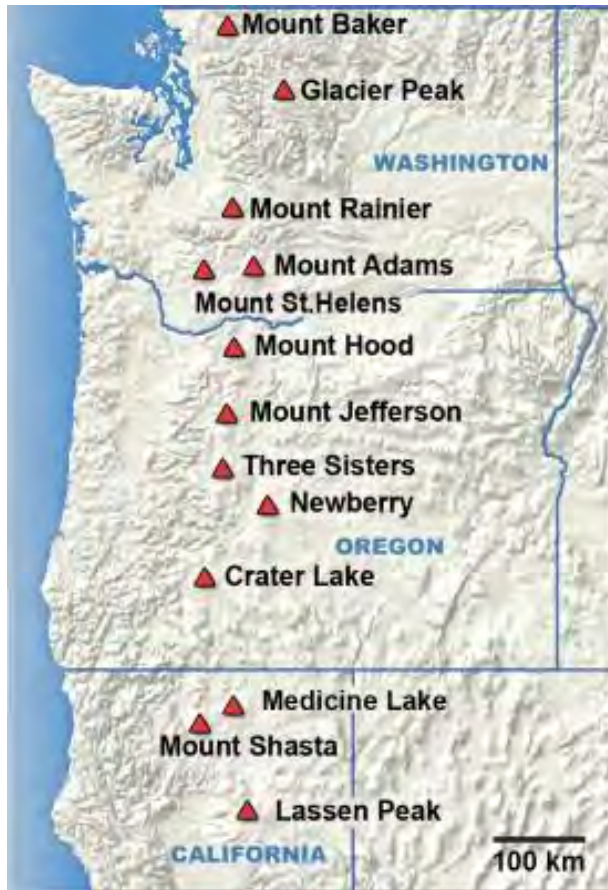 Mount Baker
Glacier Peak
WASHINGTON
Mount Rainier
Mount Adams
Mount St.Helens
Mount Hood
Mount Jefferson
Three Sisters
Newberry
OREGON
Crater Lake
Medicine Lake
Mount Shasta
Lassen Peak
CALIFORNIA
100 km